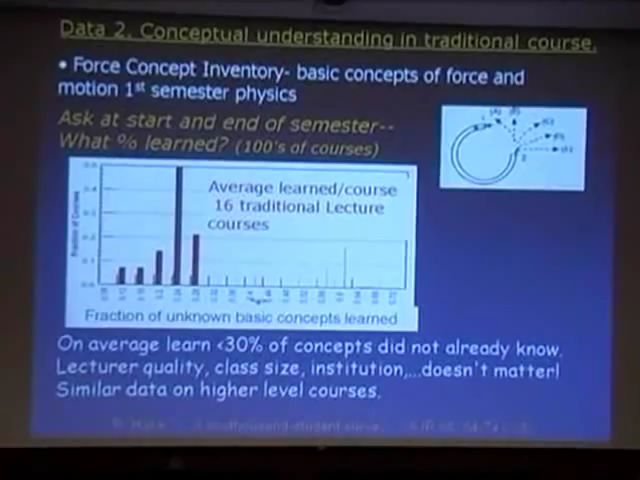 Data 2. Conceptual understanding in traditional course.
• Force Concept Inventory- basic concepts of force and
motion 1st semester physics
Ask at start and end of semester--
What % learned? (100's of courses)
Average learned/course
16 traditional Lecture
courses
Fraction of Courses
Fraction of unknown basic concepts learned
On average learn <30% of concepts did not already know.
Lecturer quality, class size, institution,...doesn't matter!
Similar data on higher level courses.